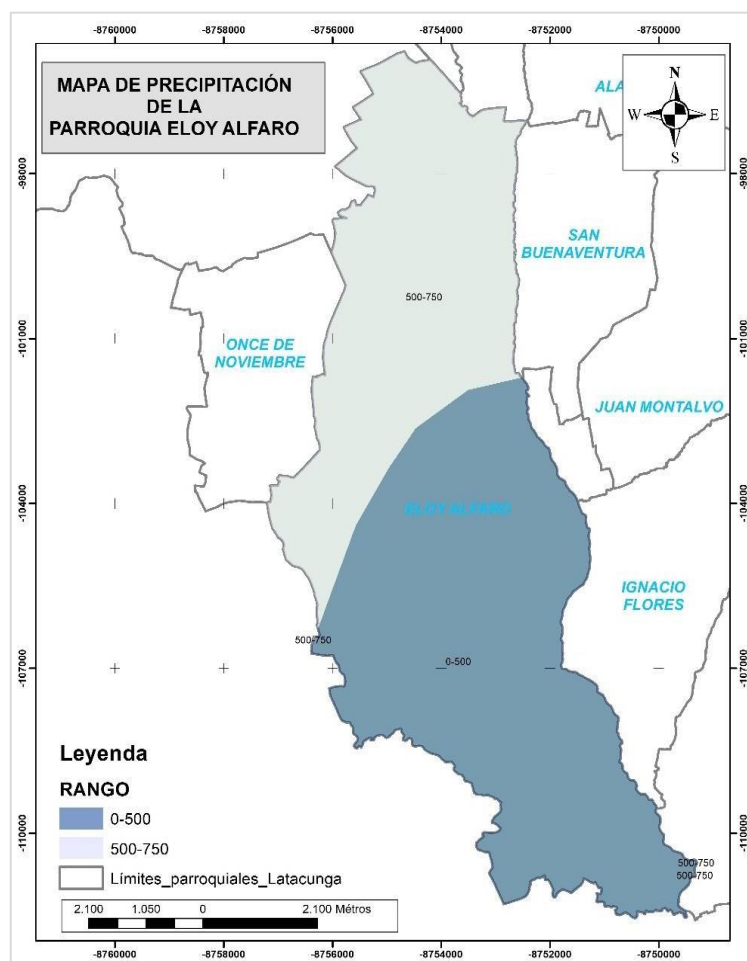 -8760000 -8758000 -8756000 -8754000 -8752000 -8750000
MAPA DE PRECIPITACIÓN
DE LA
PARROQUIA ELOY ALFARO
N
W E
S
-98000 -98000
SAN
BUENAVENTURA
500-750
-101000 -101000
ONCE DE
NOVIEMBRE
JUAN MONTALVO
-104000 -104000
ELOY ALFARO
IGNACIO
FLORES
500-750
0-500
-107000 -107000
Leyenda
RANGO
0-500
500-750
Límites_parroquiales_Latacunga
-110000 -110000
500-750
500-750
2.100 1.050 0 2.100 Métros
-8760000 -8758000 -8756000 -8754000 -8752000 -8750000